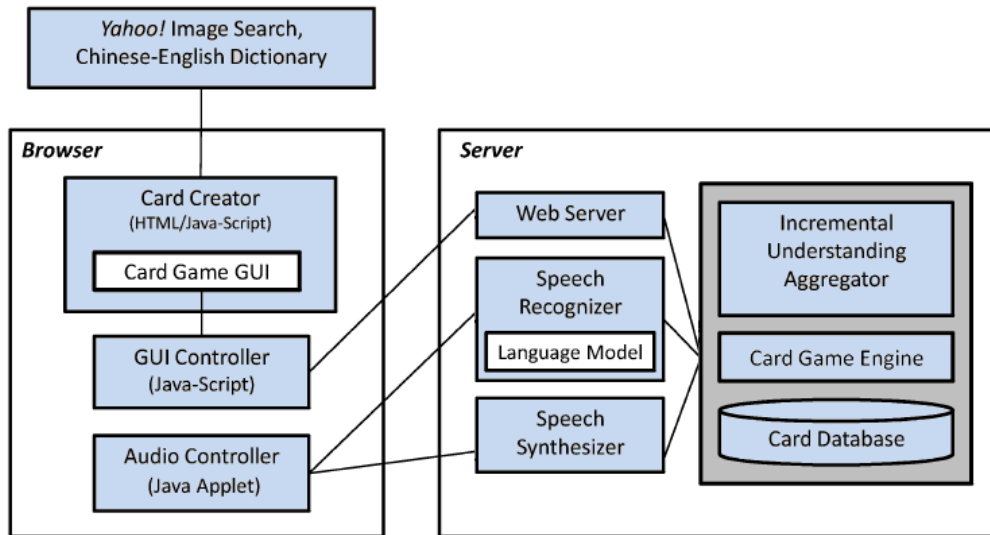 Yahoo! Image Search,
Chinese-English Dictionary
Browser
Card Creator
(HTML/Java-Script)
Card Game GUI
GUI Controller
(Java-Script)
Audio Controller
(Java Applet)
Server
Web Server
Speech
Recognizer
Language Model
Speech
Synthesizer
Incremental
Understanding
Aggregator
Card Game Engine
Card Database